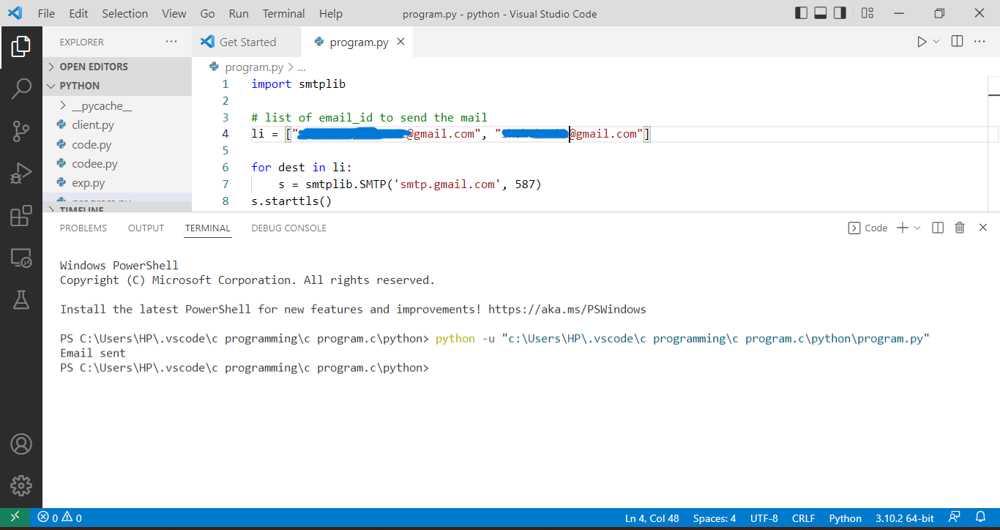 File Edit Selection View Go Run Terminal Help program.py - python - Visual Studio Code
EXPLORER ... Get Started program.py
OPEN EDITORS
PYTHON
__pycache__
client.py
code.py
codee.py
exp.py
program.py
TIMELINE
program.py > ...
1 import smtplib
2
3 # list of email_id to send the mail
4 li = ["@gmail.com", "@gmail.com"]
5
6 for dest in li:
7 s = smtplib.SMTP('smtp.gmail.com', 587)
8 s.starttls()
PROBLEMS OUTPUT TERMINAL DEBUG CONSOLE Code
Windows PowerShell
Copyright (C) Microsoft Corporation. All rights reserved.
Install the latest PowerShell for new features and improvements! https://aka.ms/PSWindows
PS C:\Users\HP\.vscode\c programming\c program.c\python> python -u "c:\Users\HP\.vscode\c programming\c program.c\python\program.py"
Email sent
PS C:\Users\HP\.vscode\c programming\c program.c\python>
0 0 Ln 4, Col 48 Spaces: 4 UTF-8 CRLF Python 3.10.2 64-bit